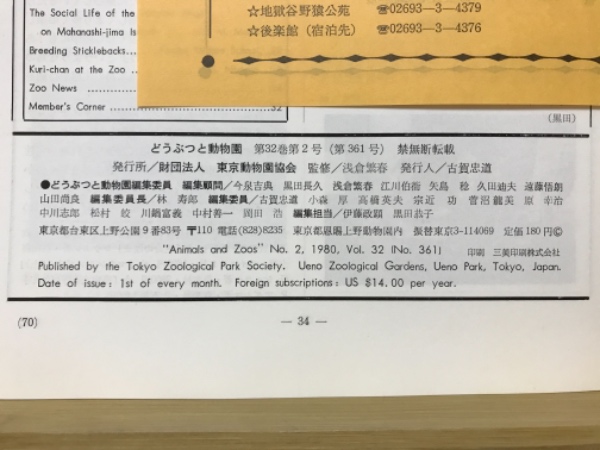 The Social Life of the
on Mahanashi-jima Is
Breeding Sticklebacks...
Kuri-chan at the Zoo ..
Zoo News
Member's Corner ................................ 32
☆地獄谷野猿公苑 ☎02693—3—4379
☆後楽館(宿泊先) ☎02693—3—4376
(黒田)
どうぶつと動物園 第32巻第2号(第361号) 禁無断転載
発行所/財団法人 東京動物園協会 監修/浅倉繁春 発行人/古賀忠道
●どうぶつと動物園編集委員 編集顧問/今泉吉典 黒田長久 浅倉繁春 江川伯衛 矢島 稔 久田迪夫 遠藤悟朗
山田尚良 編集委員長/林 寿郎 編集委員/古賀忠道 小森 厚 高橋英夫 宗近 功 菅沼龍美 原 幸治
中川志郎 松村 皎 川鍋富義 中村善一 岡田 浩 編集担当/伊藤政顕 黒田恭子
東京都台東区上野公園9番83号 〒110 電話(828)8235 東京都恩賜上野動物園内 振替東京3-114069 定価180円©
"Animals and Zoos" No. 2, 1980, Vol. 32 (No. 361) 印刷 三美印刷株式会社
Published by the Tokyo Zoological Park Society. Ueno Zoological Gardens, Ueno Park, Tokyo, Japan.
Date of issue: 1st of every month. Foreign subscriptions: US $14.00 per year.
(70)
— 34 —